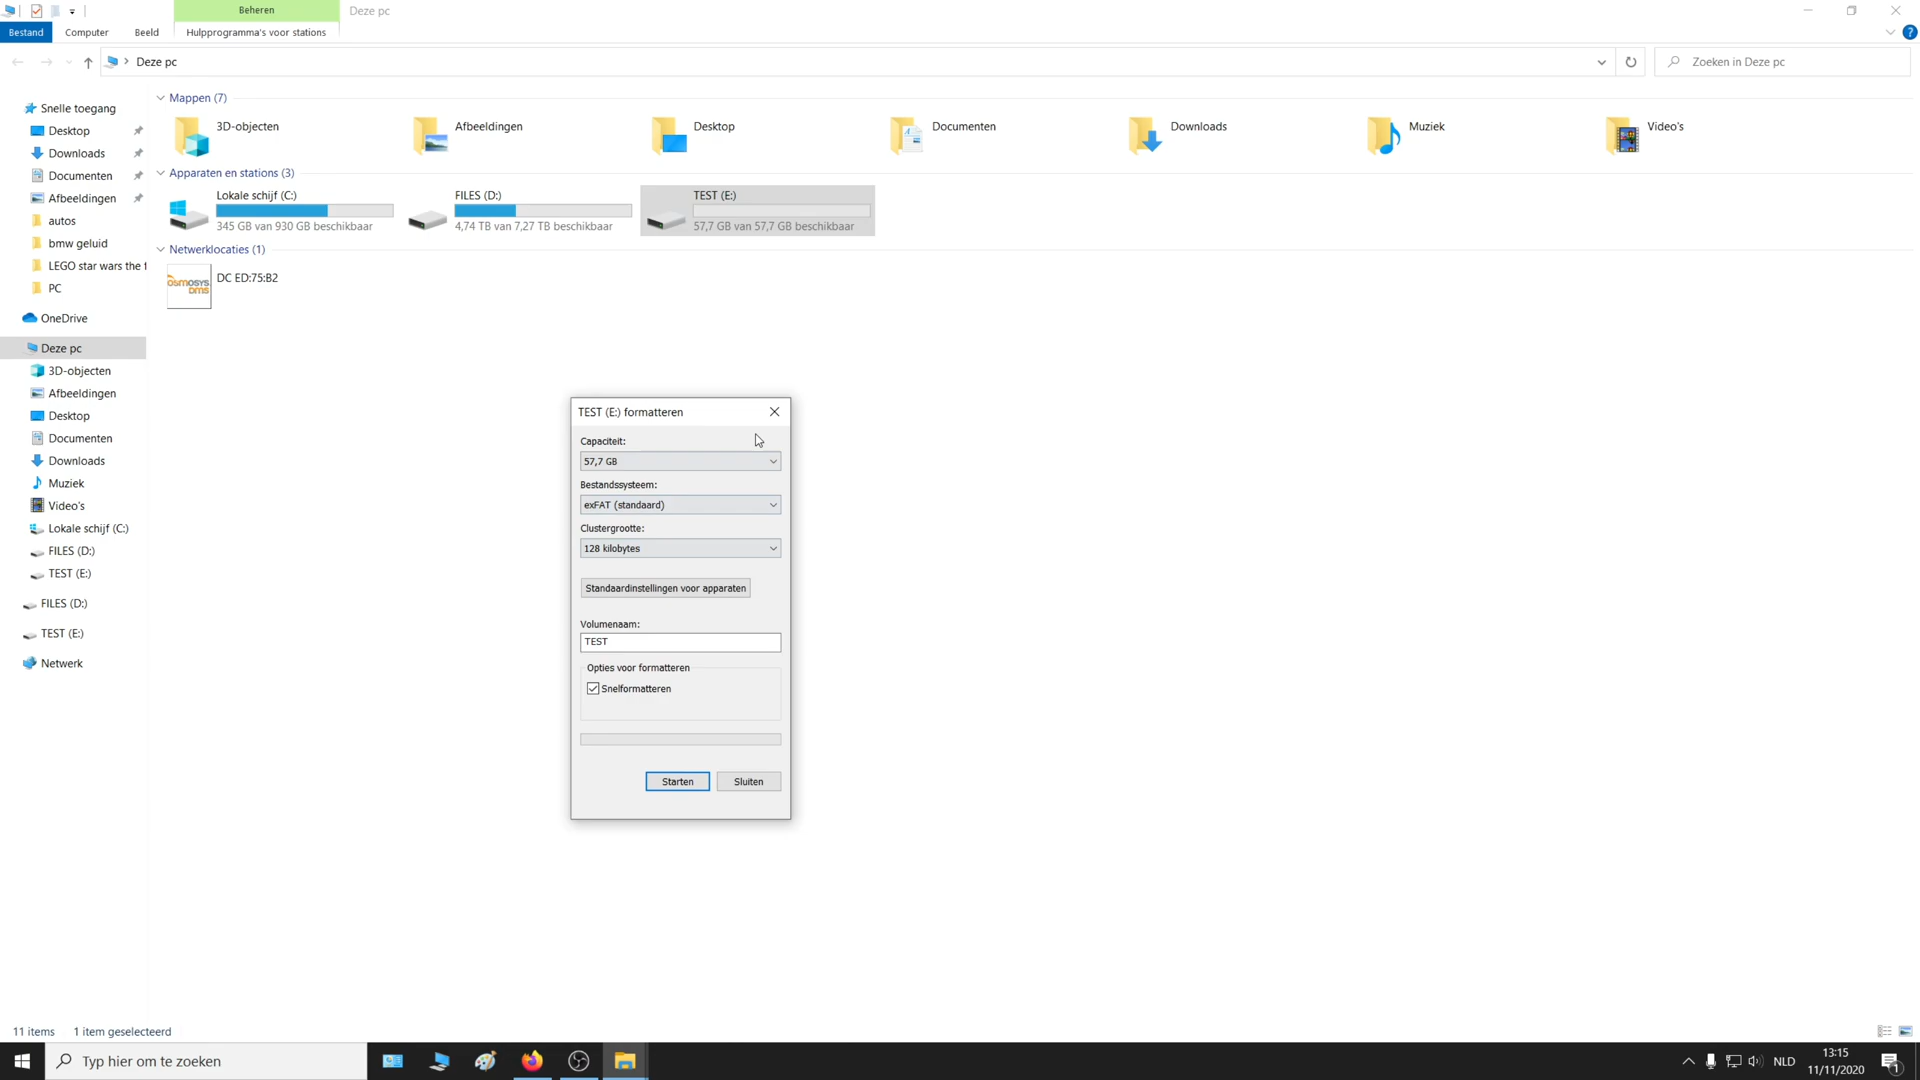 Beheren
Deze pc
Bestand
Computer
Beeld
Hulpprogramma's voor stations
?
Deze pc
Zoeken in Deze pc
Snelle toegang
Desktop
Downloads
Documenten
Afbeeldingen
autos
bmw geluid
LEGO star wars the f
PC
OneDrive
Deze pc
3D-objecten
Afbeeldingen
Desktop
Documenten
Downloads
Muziek
Video's
Lokale schijf (C:)
FILES (D:)
TEST (E:)
FILES (D:)
TEST (E:)
Netwerk
Mappen (7)
3D-objecten
Afbeeldingen
Desktop
Documenten
Downloads
Muziek
Video's
Apparaten en stations (3)
Lokale schijf (C:)
345 GB van 930 GB beschikbaar
FILES (D:)
4,74 TB van 7,27 TB beschikbaar
TEST (E:)
57,7 GB van 57,7 GB beschikbaar
Netwerklocaties (1)
osmosys
DMS
DC ED:75:B2
TEST (E:) formatteren
Capaciteit:
57,7 GB
Bestandssysteem:
exFAT (standaard)
Clustergrootte:
128 kilobytes
Standaardinstellingen voor apparaten
Volumenaam:
TEST
Opties voor formatteren
Snelformatteren
Starten
Sluiten
11 items
1 item geselecteerd
Typ hier om te zoeken
NLD
13:15
11/11/2020
1